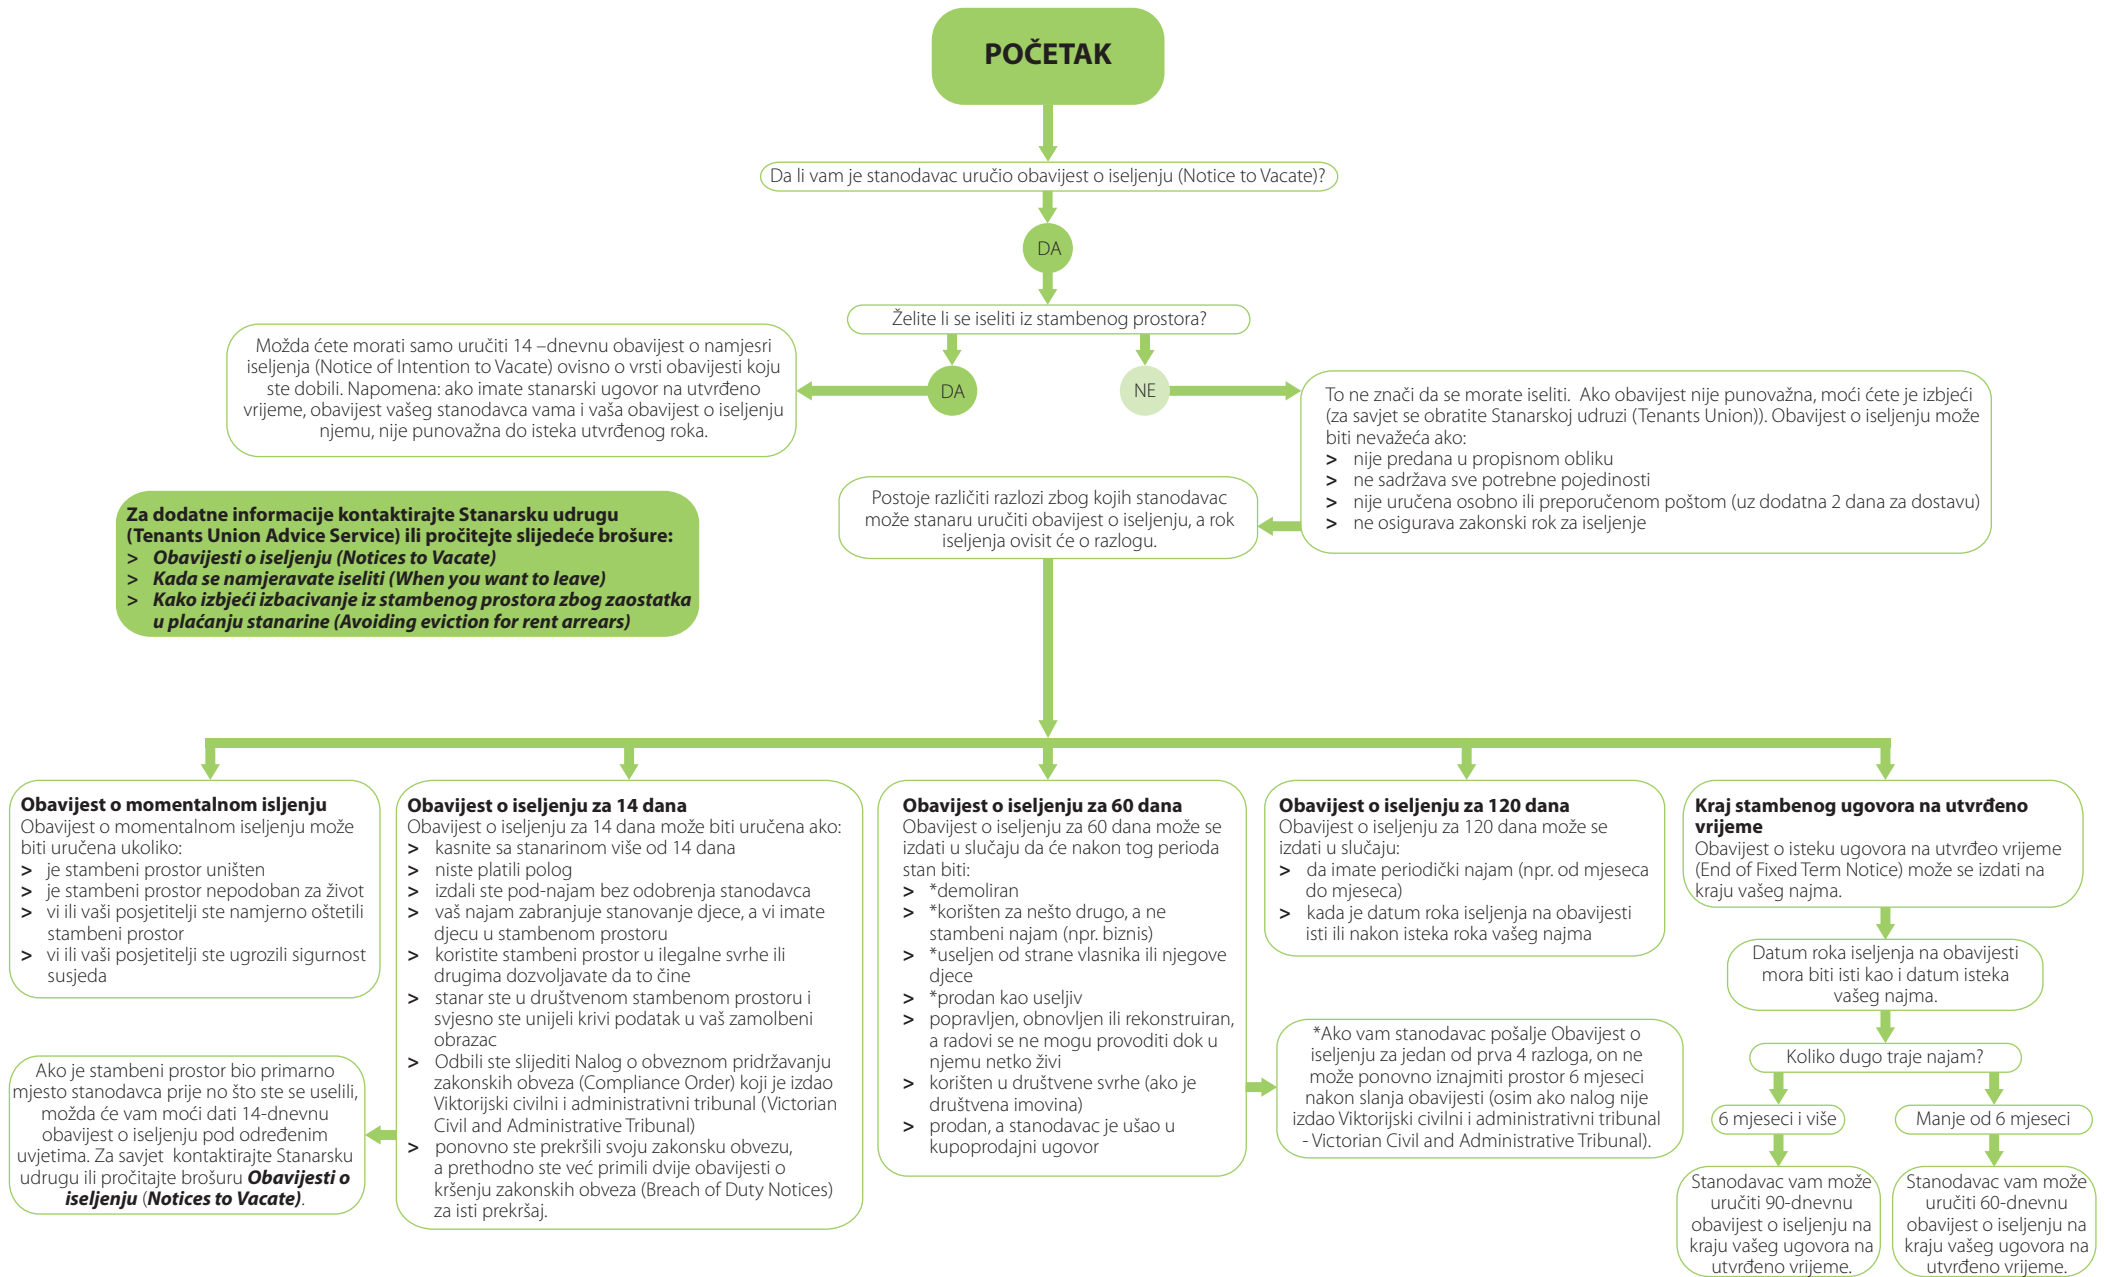 POČETAK
Da li vam je stanodavac uručio obavijest o iseljenju (Notice to Vacate)?
DA
Želite li se iseliti iz stambenog prostora?
DA
NE
Možda ćete morati samo uručiti 14 –dnevnu obavijest o namjesri
iseljenja (Notice of Intention to Vacate) ovisno o vrsti obavijesti koju
ste dobili. Napomena: ako imate stanarski ugovor na utvrđeno
vrijeme, obavijest vašeg stanodavca vama i vaša obavijest o iseljenju
njemu, nije punovažna do isteka utvrđenog roka.
To ne znači da se morate iseliti.  Ako obavijest nije punovažna, moći ćete je izbjeći
(za savjet se obratite Stanarskoj udruzi (Tenants Union)). Obavijest o iseljenju može
biti nevažeća ako:
> nije predana u propisnom obliku
> ne sadržava sve potrebne pojedinosti
> nije uručena osobno ili preporučenom poštom (uz dodatna 2 dana za dostavu)
> ne osigurava zakonski rok za iseljenje
Postoje različiti razlozi zbog kojih stanodavac
može stanaru uručiti obavijest o iseljenju, a rok
iseljenja ovisit će o razlogu.
Za dodatne informacije kontaktirajte Stanarsku udrugu
(Tenants Union Advice Service) ili pročitejte slijedeće brošure:
> Obavijesti o iseljenju (Notices to Vacate)
> Kada se namjeravate iseliti (When you want to leave)
> Kako izbjeći izbacivanje iz stambenog prostora zbog zaostatka
u plaćanju stanarine (Avoiding eviction for rent arrears)
Obavijest o momentalnom isljenju
Obavijest o momentalnom iseljenju može
biti uručena ukoliko:
> je stambeni prostor uništen
> je stambeni prostor nepodoban za život
> vi ili vaši posjetitelji ste namjerno oštetili
stambeni prostor
> vi ili vaši posjetitelji ste ugrozili sigurnost
susjeda
Ako je stambeni prostor bio primarno
mjesto stanodavca prije no što ste se uselili,
možda će vam moći dati 14-dnevnu
obavijest o iseljenju pod određenim
uvjetima. Za savjet  kontaktirajte Stanarsku
udrugu ili pročitajte brošuru Obavijesti o
iseljenju (Notices to Vacate).
Obavijest o iseljenju za 14 dana
Obavijest o iseljenju za 14 dana može biti uručena ako:
> kasnite sa stanarinom više od 14 dana
> niste platili polog
> izdali ste pod-najam bez odobrenja stanodavca
> vaš najam zabranjuje stanovanje djece, a vi imate
djecu u stambenom prostoru
> koristite stambeni prostor u ilegalne svrhe ili
drugima dozvoljavate da to čine
> stanar ste u društvenom stambenom prostoru i
svjesno ste unijeli krivi podatak u vaš zamolbeni
obrazac
> Odbili ste slijediti Nalog o obveznom pridržavanju
zakonskih obveza (Compliance Order) koji je izdao
Viktorijski civilni i administrativni tribunal (Victorian
Civil and Administrative Tribunal)
> ponovno ste prekršili svoju zakonsku obvezu,
a prethodno ste već primili dvije obavijesti o
kršenju zakonskih obveza (Breach of Duty Notices)
za isti prekršaj.
Obavijest o iseljenju za 60 dana
Obavijest o iseljenju za 60 dana može se
izdati u slučaju da će nakon tog perioda
stan biti:
> *demoliran
> *korišten za nešto drugo, a ne
stambeni najam (npr. biznis)
> *useljen od strane vlasnika ili njegove
djece
> *prodan kao useljiv
> popravljen, obnovljen ili rekonstruiran,
a radovi se ne mogu provoditi dok u
njemu netko živi
> korišten u društvene svrhe (ako je
društvena imovina)
> prodan, a stanodavac je ušao u
kupoprodajni ugovor
Obavijest o iseljenju za 120 dana
Obavijest o iseljenju za 120 dana može se
izdati u slučaju:
> da imate periodički najam (npr. od mjeseca
do mjeseca)
> kada je datum roka iseljenja na obavijesti
isti ili nakon isteka roka vašeg najma
*Ako vam stanodavac pošalje Obavijest o
iseljenju za jedan od prva 4 razloga, on ne
može ponovno iznajmiti prostor 6 mjeseci
nakon slanja obavijesti (osim ako nalog nije
izdao Viktorijski civilni i administrativni tribunal
- Victorian Civil and Administrative Tribunal).
Kraj stambenog ugovora na utvrđeno
vrijeme
Obavijest o isteku ugovora na utvrđeo vrijeme
(End of Fixed Term Notice) može se izdati na
kraju vašeg najma.
Datum roka iseljenja na obavijesti
mora biti isti kao i datum isteka
vašeg najma.
Koliko dugo traje najam?
6 mjeseci i više
Manje od 6 mjeseci
Stanodavac vam može
uručiti 90-dnevnu
obavijest o iseljenju na
kraju vašeg ugovora na
utvrđeno vrijeme.
Stanodavac vam može
uručiti 60-dnevnu
obavijest o iseljenju na
kraju vašeg ugovora na
utvrđeno vrijeme.